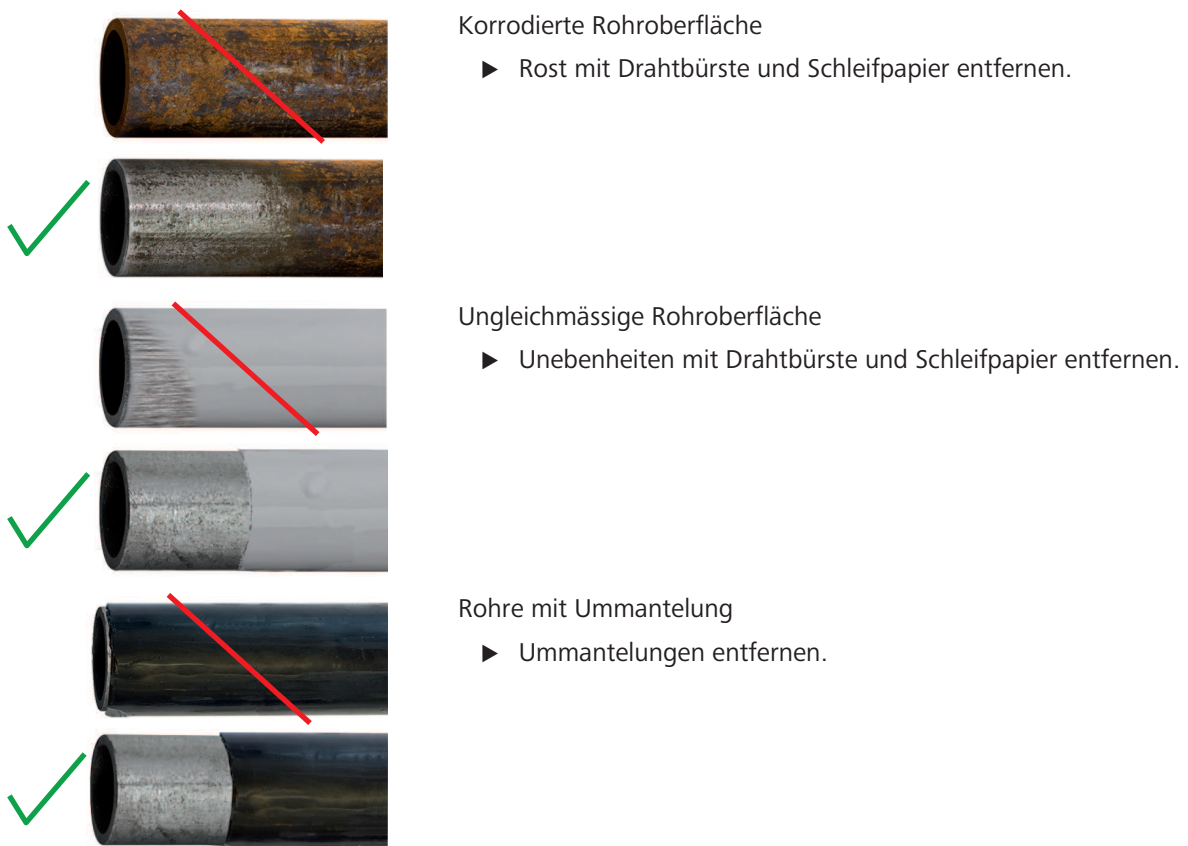 Korrodierte Rohroberfläche
▶ Rost mit Drahtbürste und Schleifpapier entfernen.
Ungleichmässige Rohroberfläche
▶ Unebenheiten mit Drahtbürste und Schleifpapier entfernen.
Rohre mit Ummantelung
▶ Ummantelungen entfernen.